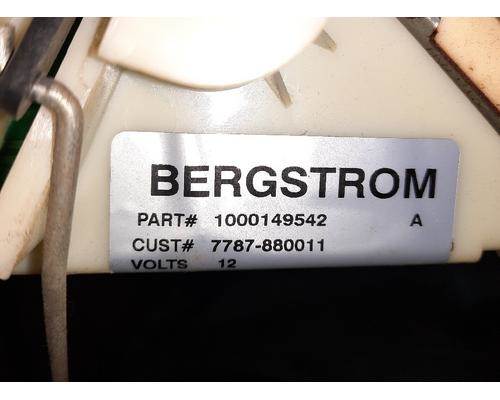 BERGSTROM
PART# 1000149542 A
CUST# 7787-880011
VOLTS 12